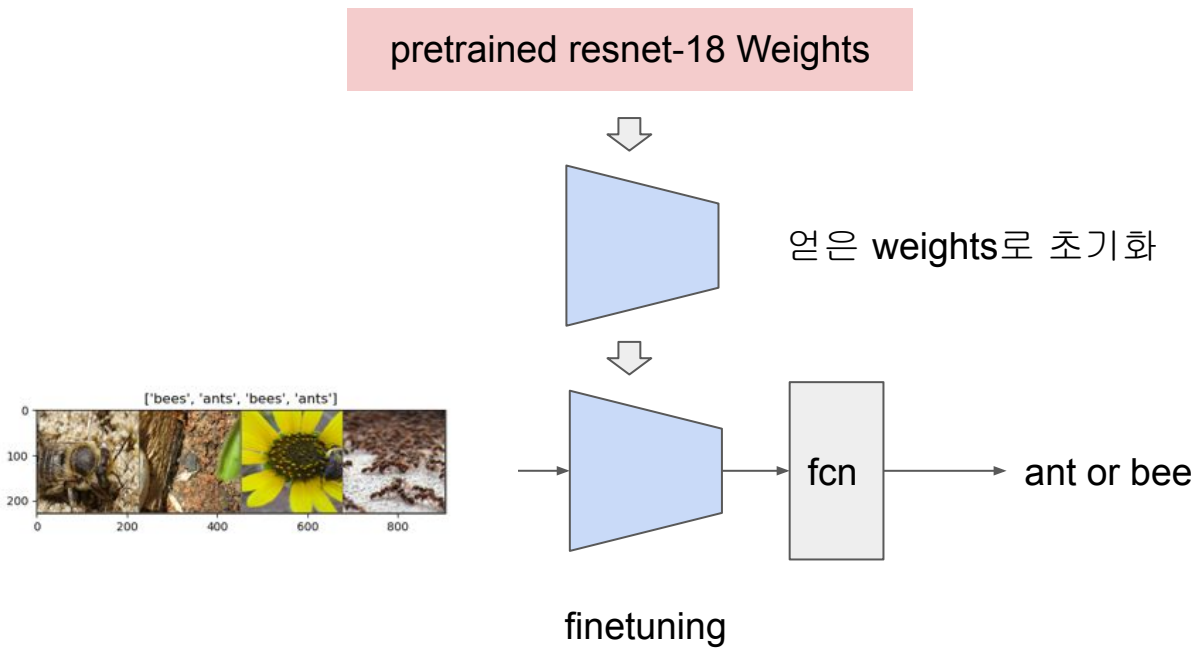 pretrained resnet-18 Weights
얻은 weights로 초기화
['bees', 'ants', 'bees', 'ants']
0
100
200
0
200
400
600
800
fcn
ant or bee
finetuning